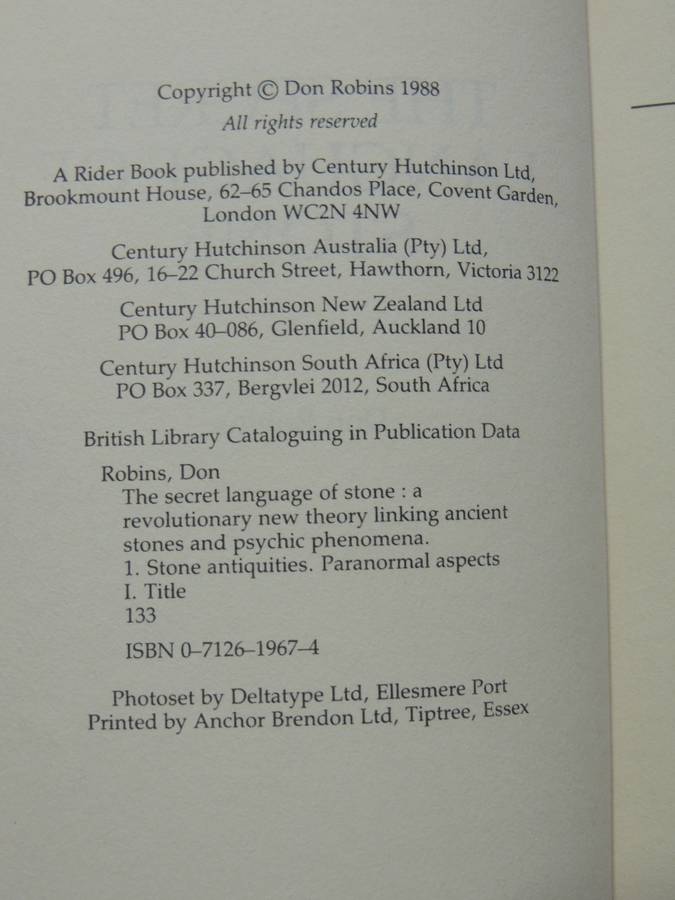 Copyright © Don Robins 1988
All rights reserved
A Rider Book published by Century Hutchinson Ltd,
Brookmount House, 62–65 Chandos Place, Covent Garden,
London WC2N 4NW
Century Hutchinson Australia (Pty) Ltd,
PO Box 496, 16–22 Church Street, Hawthorn, Victoria 3122
Century Hutchinson New Zealand Ltd
PO Box 40–086, Glenfield, Auckland 10
Century Hutchinson South Africa (Pty) Ltd
PO Box 337, Bergvlei 2012, South Africa
British Library Cataloguing in Publication Data
Robins, Don
The secret language of stone : a
revolutionary new theory linking ancient
stones and psychic phenomena.
1. Stone antiquities. Paranormal aspects
I. Title
133
ISBN 0–7126–1967–4
Photoset by Deltatype Ltd, Ellesmere Port
Printed by Anchor Brendon Ltd, Tiptree, Essex